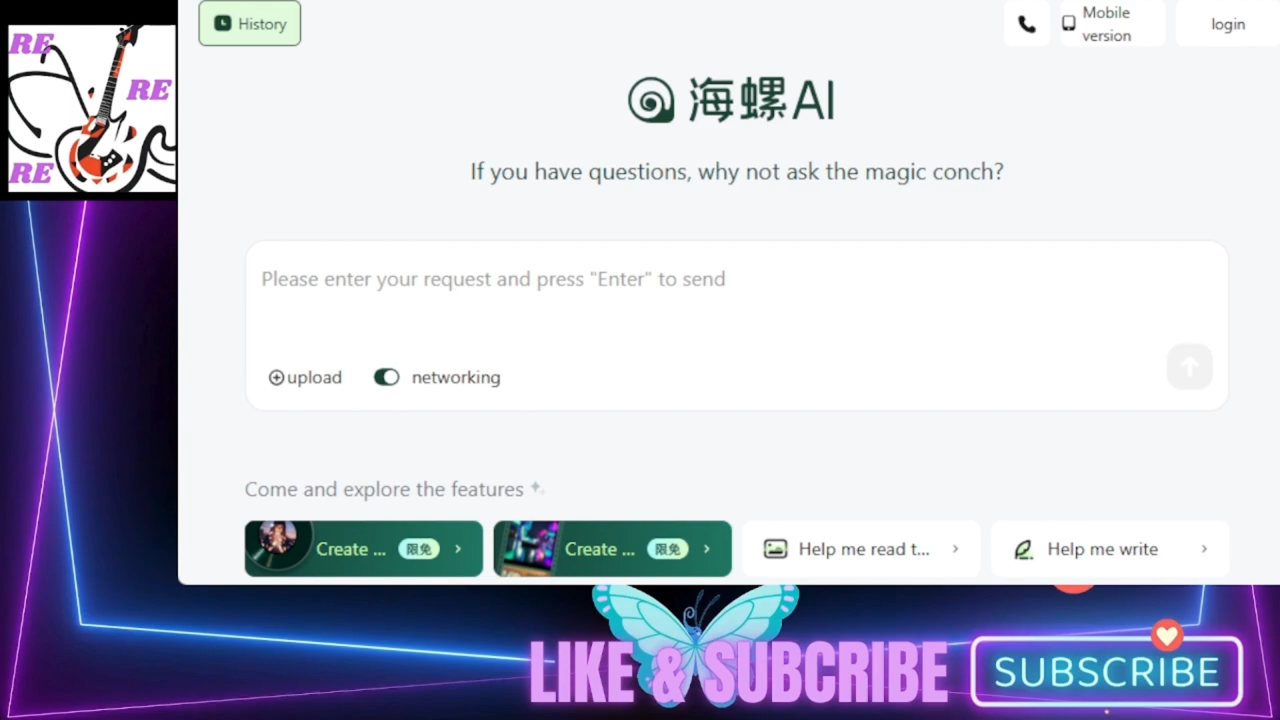 RE
RE
RE
History
Mobile
version
login
海螺AI
If you have questions, why not ask the magic conch?
Please enter your request and press "Enter" to send
upload
networking
Come and explore the features
Create ... 限免
Create ... 限免
Help me read t...
Help me write
LIKE & SUBCRIBE
SUBSCRIBE